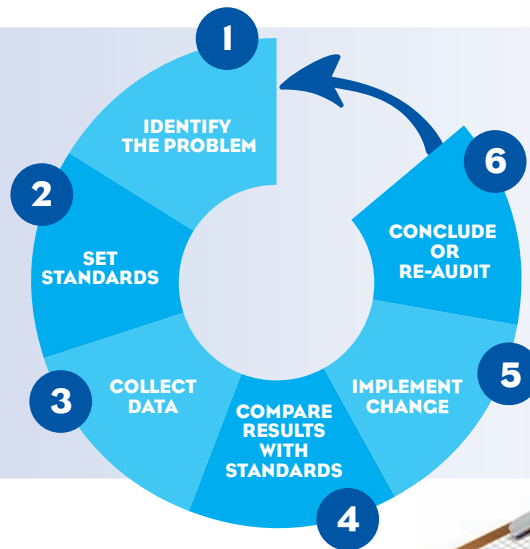 1
IDENTIFY
THE PROBLEM
2
SET
STANDARDS
3
COLLECT
DATA
4
COMPARE
RESULTS
WITH
STANDARDS
5
IMPLEMENT
CHANGE
6
CONCLUDE
OR
RE-AUDIT